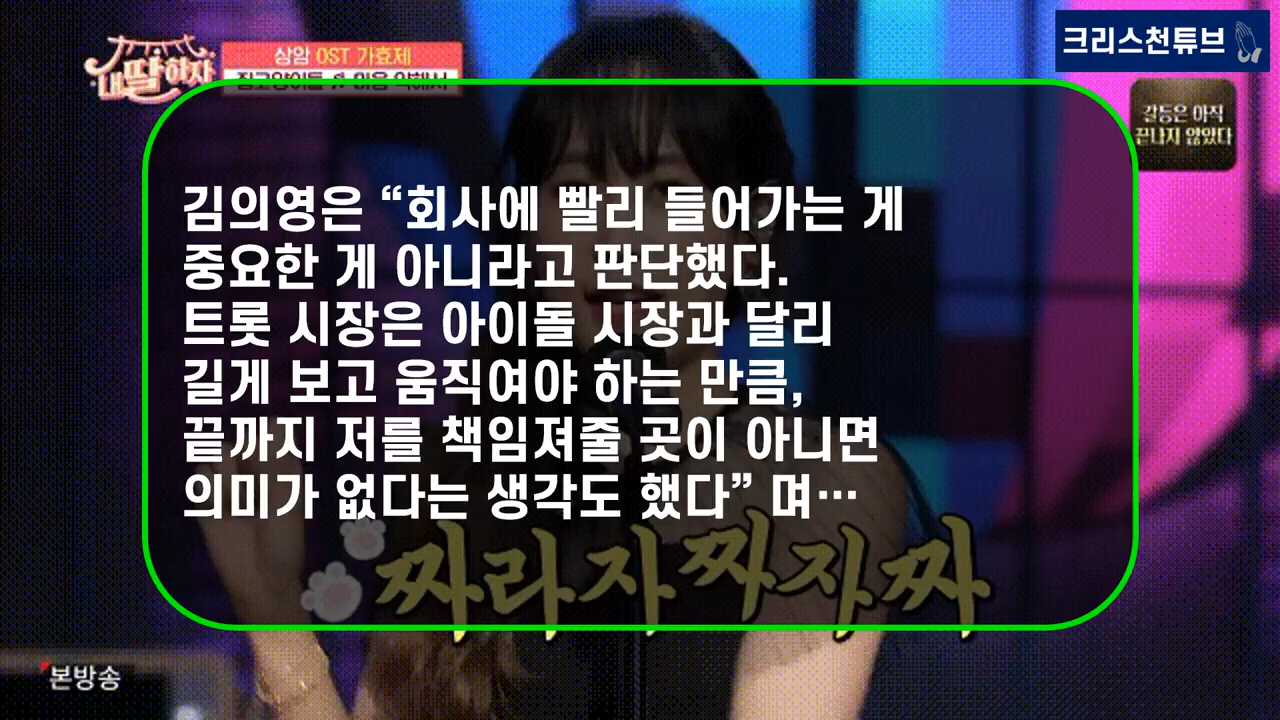 내 딸 하자
상암 OST 가효제
크리스천튜브
갈등은 아직
끝나지 않았다
김의영은 “회사에 빨리 들어가는 게
중요한 게 아니라고 판단했다.
트롯 시장은 아이돌 시장과 달리
길게 보고 움직여야 하는 만큼,
끝까지 저를 책임져줄 곳이 아니면
의미가 없다는 생각도 했다” 며…
짜라자짜자짜
본방송